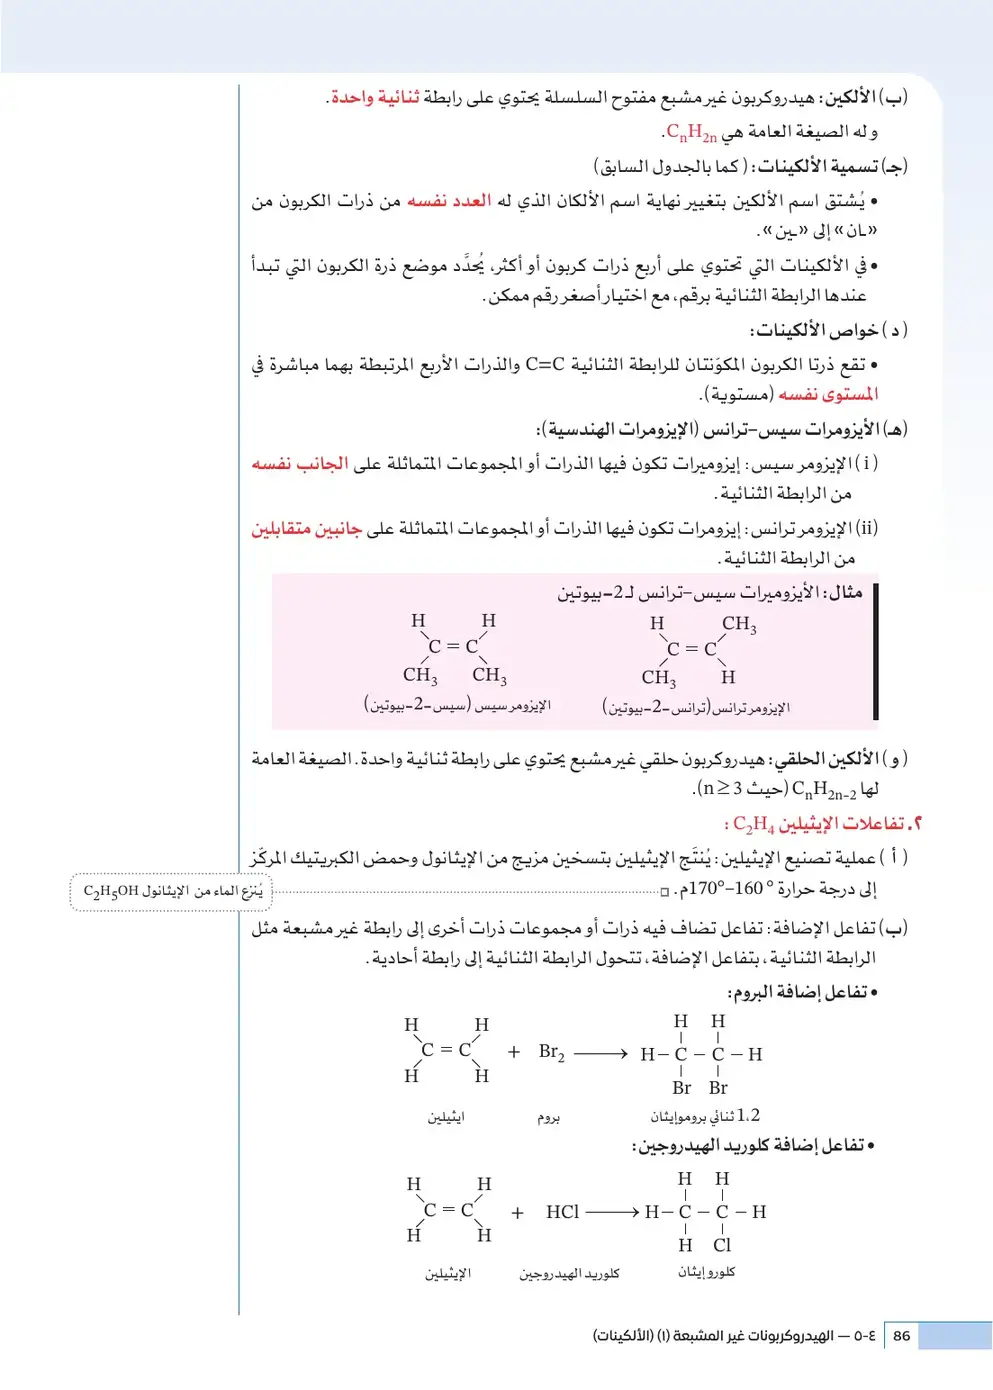 (ب) الألكين: هيدروكربون غير مشبع مفتوح السلسلة يحتوي على رابطة ثنائية واحدة.
وله الصيغة العامة هي CnH2n.
(جـ) تسمية الألكينات: (كما بالجدول السابق)
• يُشتق اسم الألكين بتغيير نهاية اسم الألكان الذي له العدد نفسه من ذرات الكربون من
«ـان» إلى «ـين».
• في الألكينات التي تحتوي على أربع ذرات كربون أو أكثر، يُحدَّد موضع ذرة الكربون التي تبدأ
عندها الرابطة الثنائية برقم، مع اختيار أصغر رقم ممكن.
(د) خواص الألكينات:
• تقع ذرتا الكربون المكوّنتان للرابطة الثنائية C=C والذرات الأربع المرتبطة بهما مباشرة في
المستوى نفسه (مستوية).
(هـ) الأيزومرات سيس–ترانس (الإيزومرات الهندسية):
(i) الإيزومر سيس: إيزوميرات تكون فيها الذرات أو المجموعات المتماثلة على الجانب نفسه
من الرابطة الثنائية.
(ii) الإيزومر ترانس: إيزومرات تكون فيها الذرات أو المجموعات المتماثلة على جانبين متقابلين
من الرابطة الثنائية.
مثال: الأيزوميرات سيس–ترانس لـ 2-بيوتين
H H H CH3
C = C C = C
CH3 CH3 CH3 H
الإيزومر ترانس (ترانس-2-بيوتين) الإيزومر سيس (سيس-2-بيوتين)
(و) الألكين الحلقي: هيدروكربون حلقي غير مشبع يحتوي على رابطة ثنائية واحدة. الصيغة العامة
لها CnH2n-2 (حيث n ≥ 3).
٢. تفاعلات الإيثيلين C2H4 :
(أ) عملية تصنيع الإيثيلين: يُنتَج الإيثيلين بتسخين مزيج من الإيثانول وحمض الكبريتيك المركّز
إلى درجة حرارة 160°–170°م.
يُنزع الماء من الإيثانول C2H5OH
(ب) تفاعل الإضافة: تفاعل تضاف فيه ذرات أو مجموعات ذرات أخرى إلى رابطة غير مشبعة مثل
الرابطة الثنائية، بتفاعل الإضافة، تتحول الرابطة الثنائية إلى رابطة أحادية.
• تفاعل إضافة البروم:
H H H H
C = C + Br2 ⟶ H – C – C – H
H H Br Br
ايثيلين بروم 1،2 ثنائي بروموإيثان
• تفاعل إضافة كلوريد الهيدروجين:
H H H H
C = C + HCl ⟶ H – C – C – H
H H H Cl
الإيثيلين كلوريد الهيدروجين كلورو إيثان
86 ٤-٥ — الهيدروكربونات غير المشبعة (١) (الألكينات)